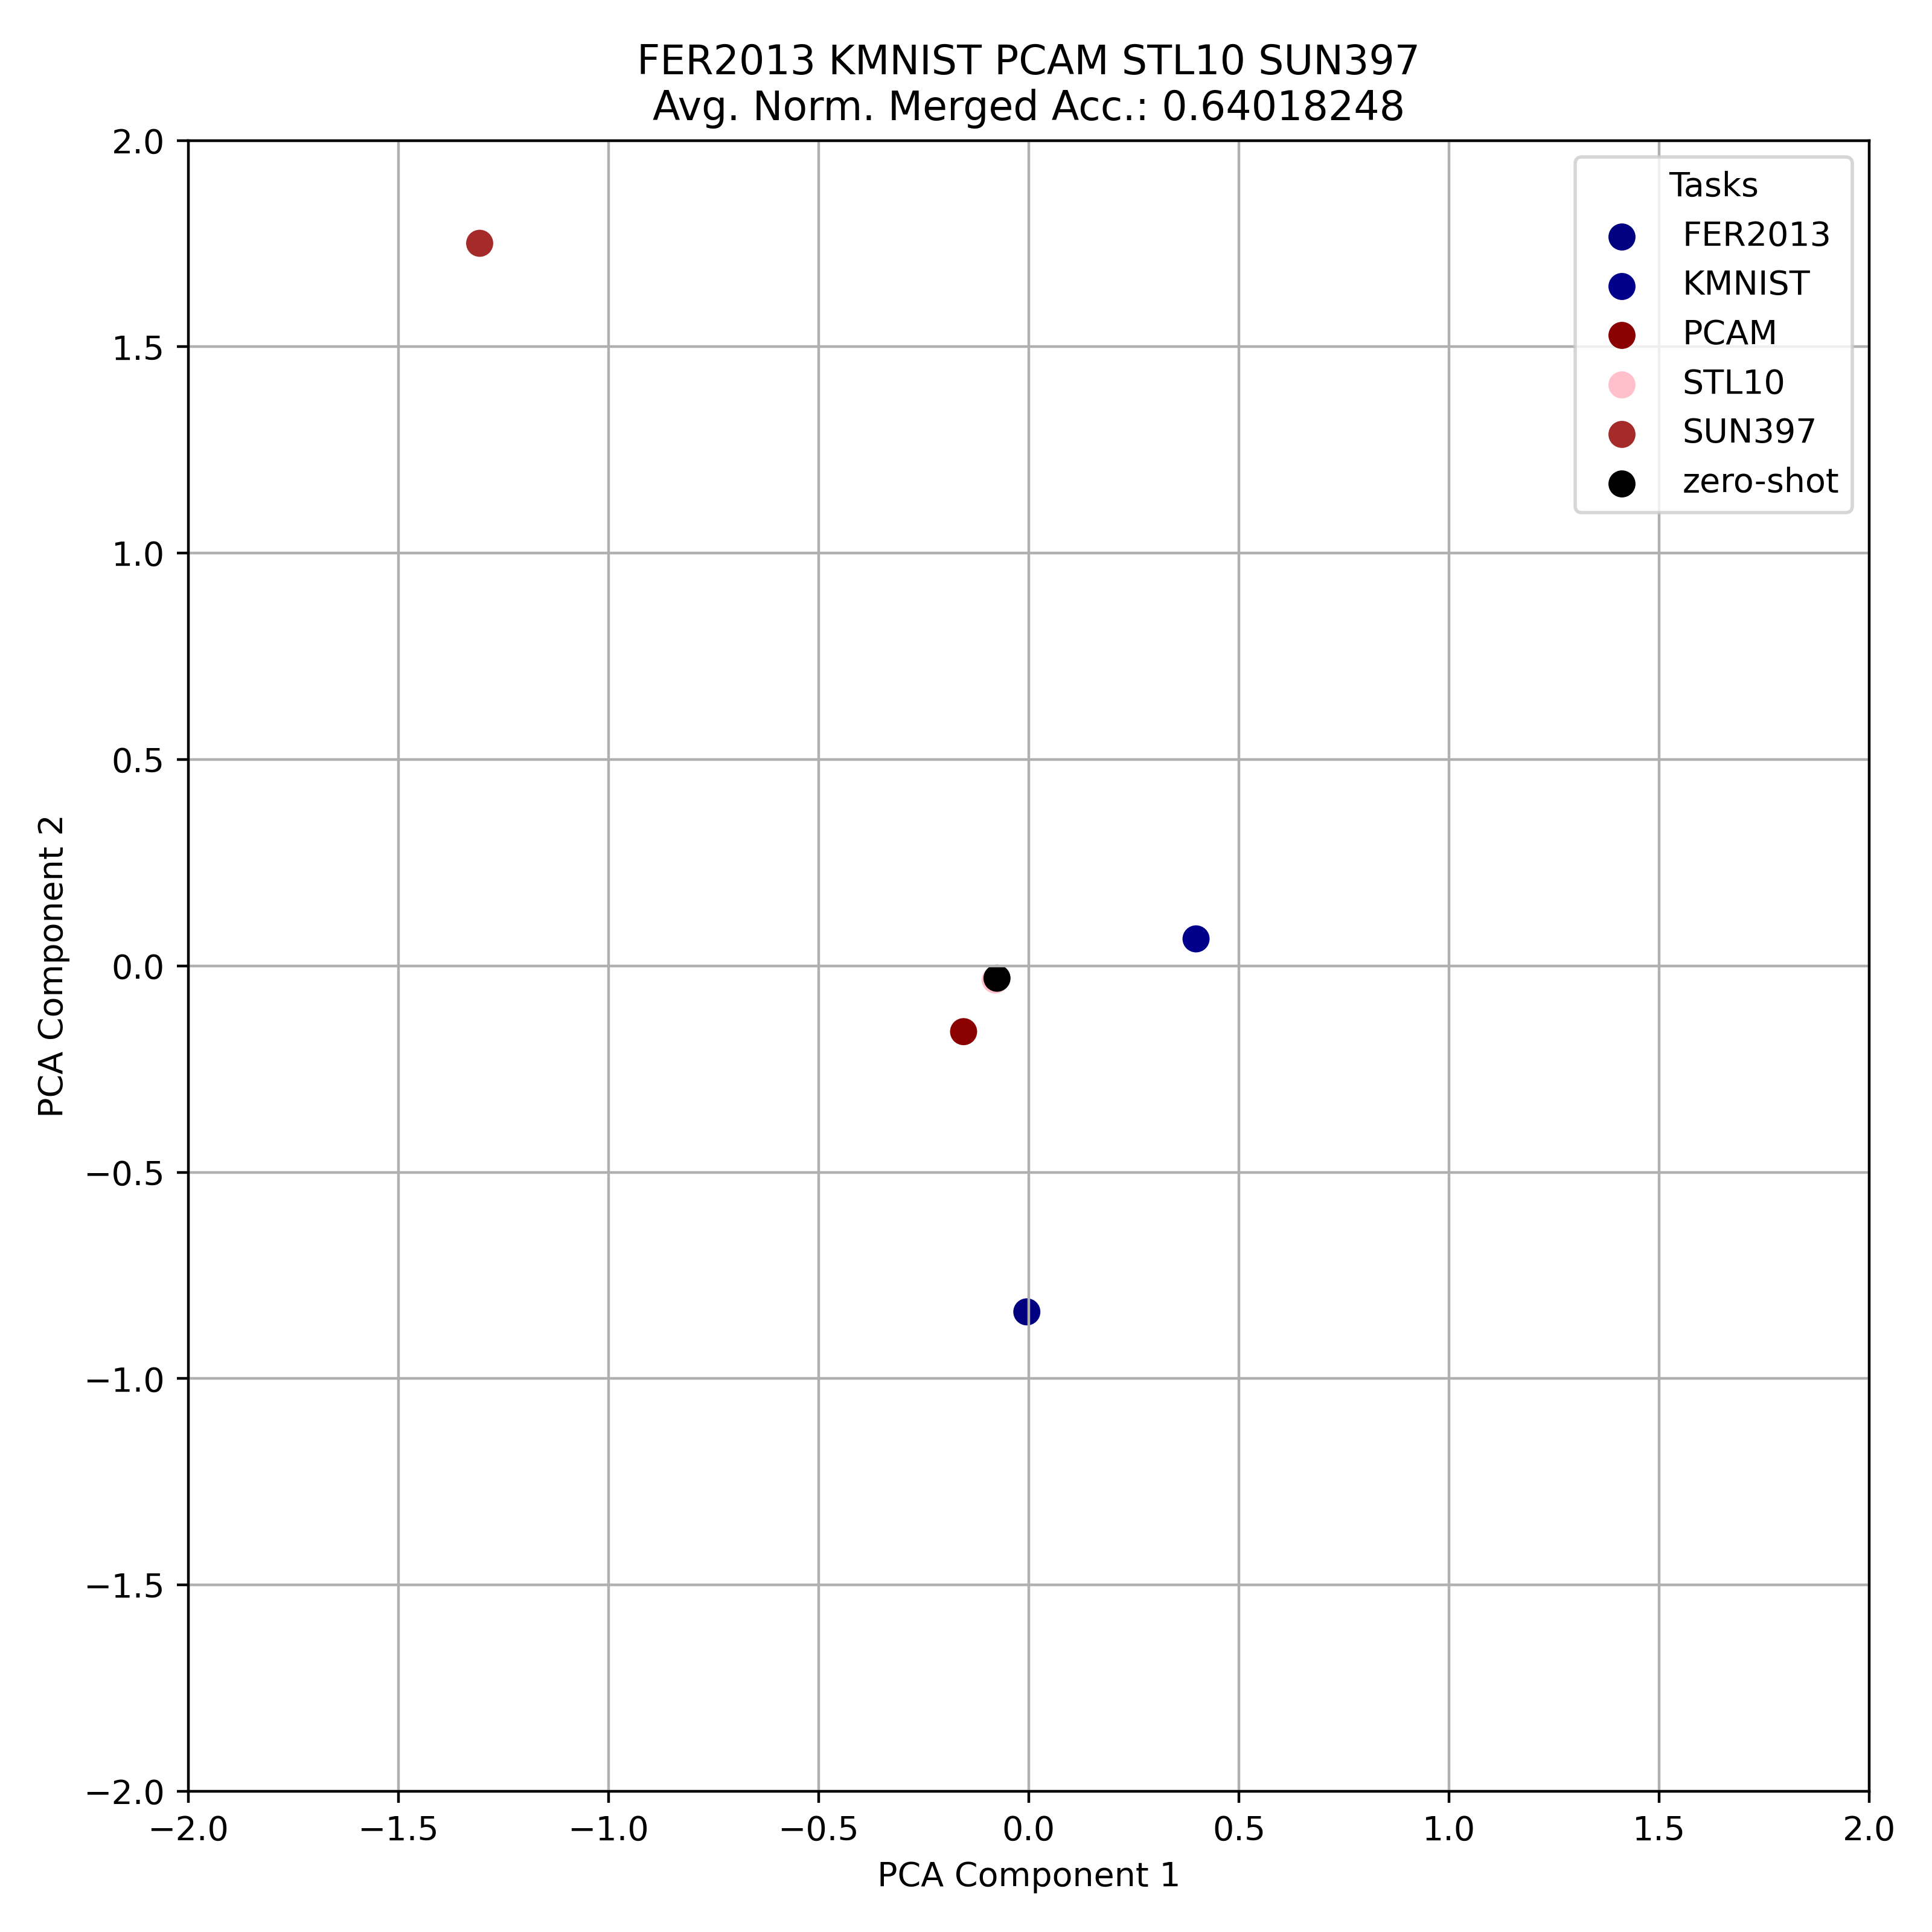 FER2013 KMNIST PCAM STL10 SUN397
Avg. Norm. Merged Acc.: 0.64018248
Tasks
FER2013
KMNIST
PCAM
STL10
SUN397
zero-shot
2.0
1.5
1.0
0.5
0.0
−0.5
−1.0
−1.5
−2.0
PCA Component 2
−2.0 −1.5 −1.0 −0.5 0.0 0.5 1.0 1.5 2.0
PCA Component 1